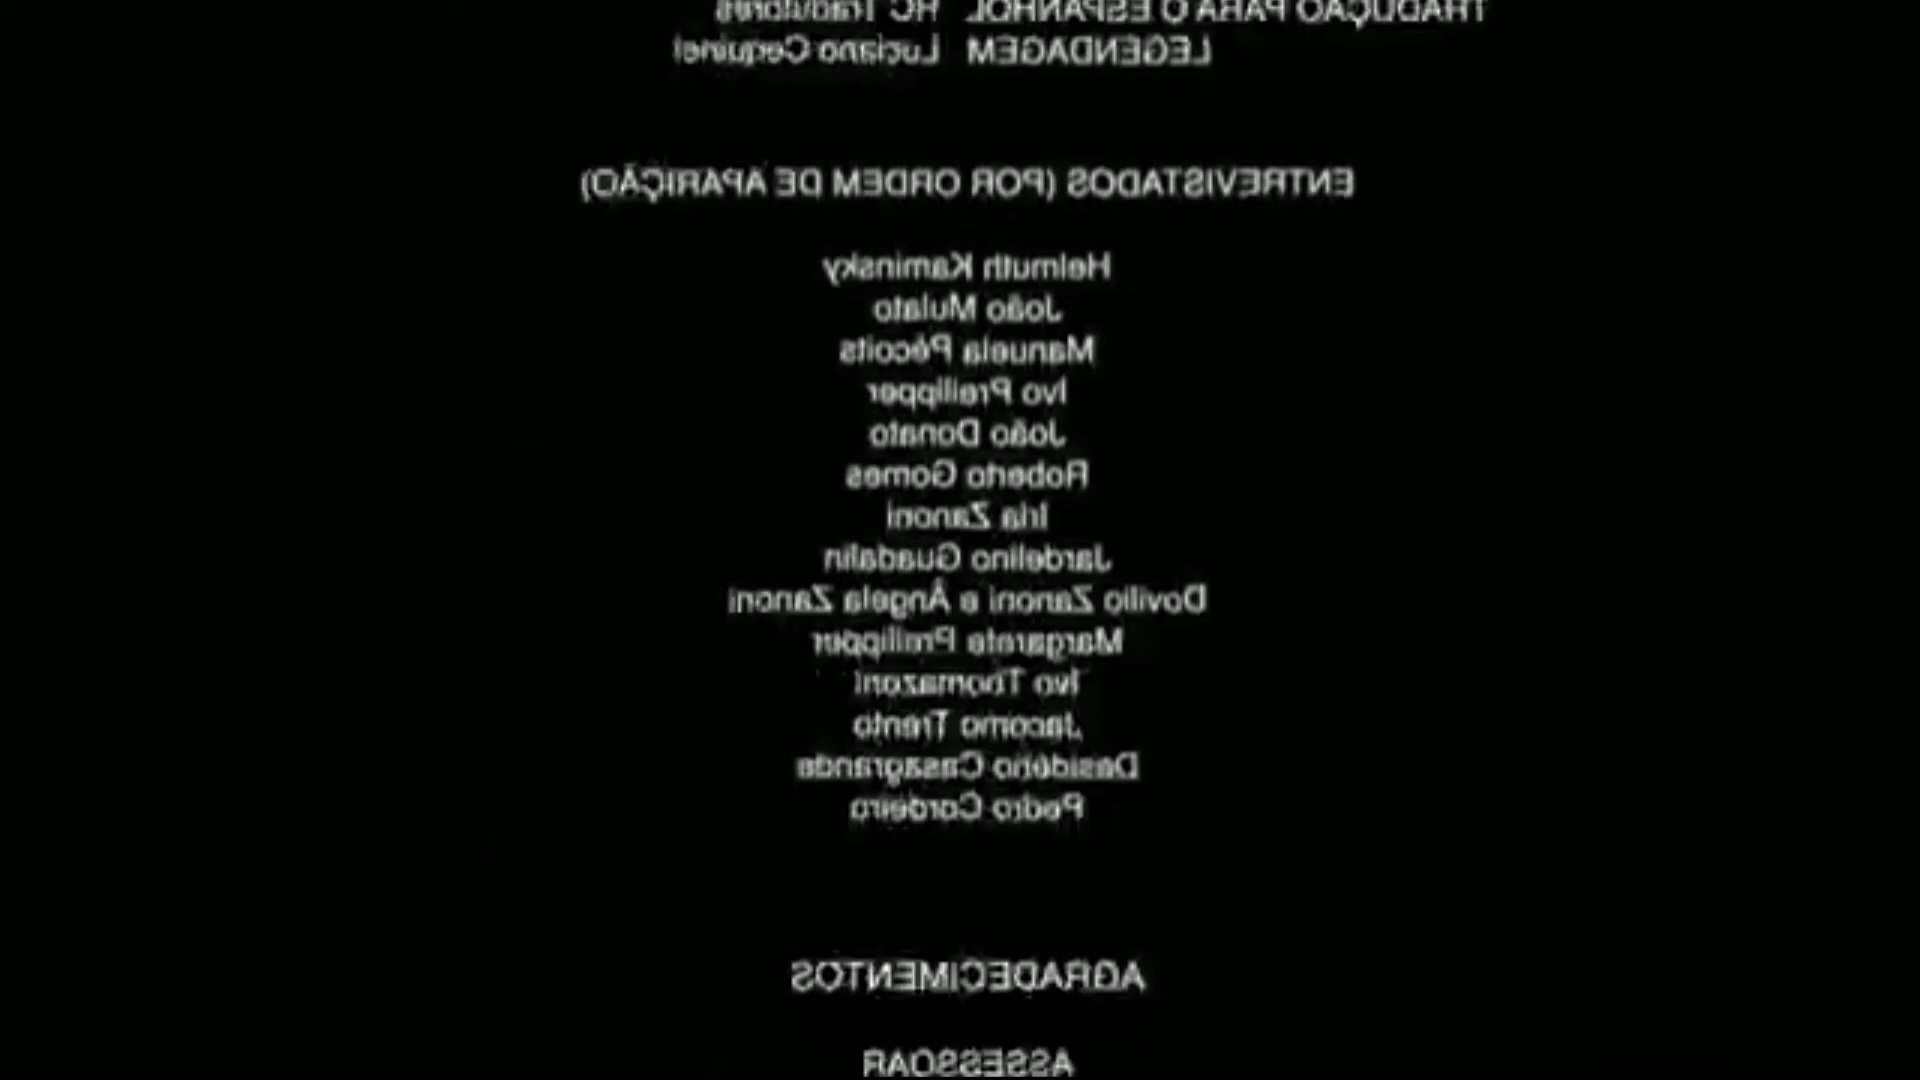 TRADUÇÃO PARA O ESPANHOL RC Tradutores
LEGENDAGEM Luciano Cequinel
ENTREVISTADOS (POR ORDEM DE APARIÇÃO)
Helmuth Kaminsky
João Mulato
Manuela Pécoits
Ivo Preilipper
João Donato
Roberto Gomes
Iria Zanoni
Jardelino Guadalin
Dovilio Zanoni e Ângela Zanoni
Margarete Preilipper
Ivo Thomazoni
Jacomo Trento
Desidério Casagrande
Pedro Cordeiro
AGRADECIMENTOS
ASSESSOAR